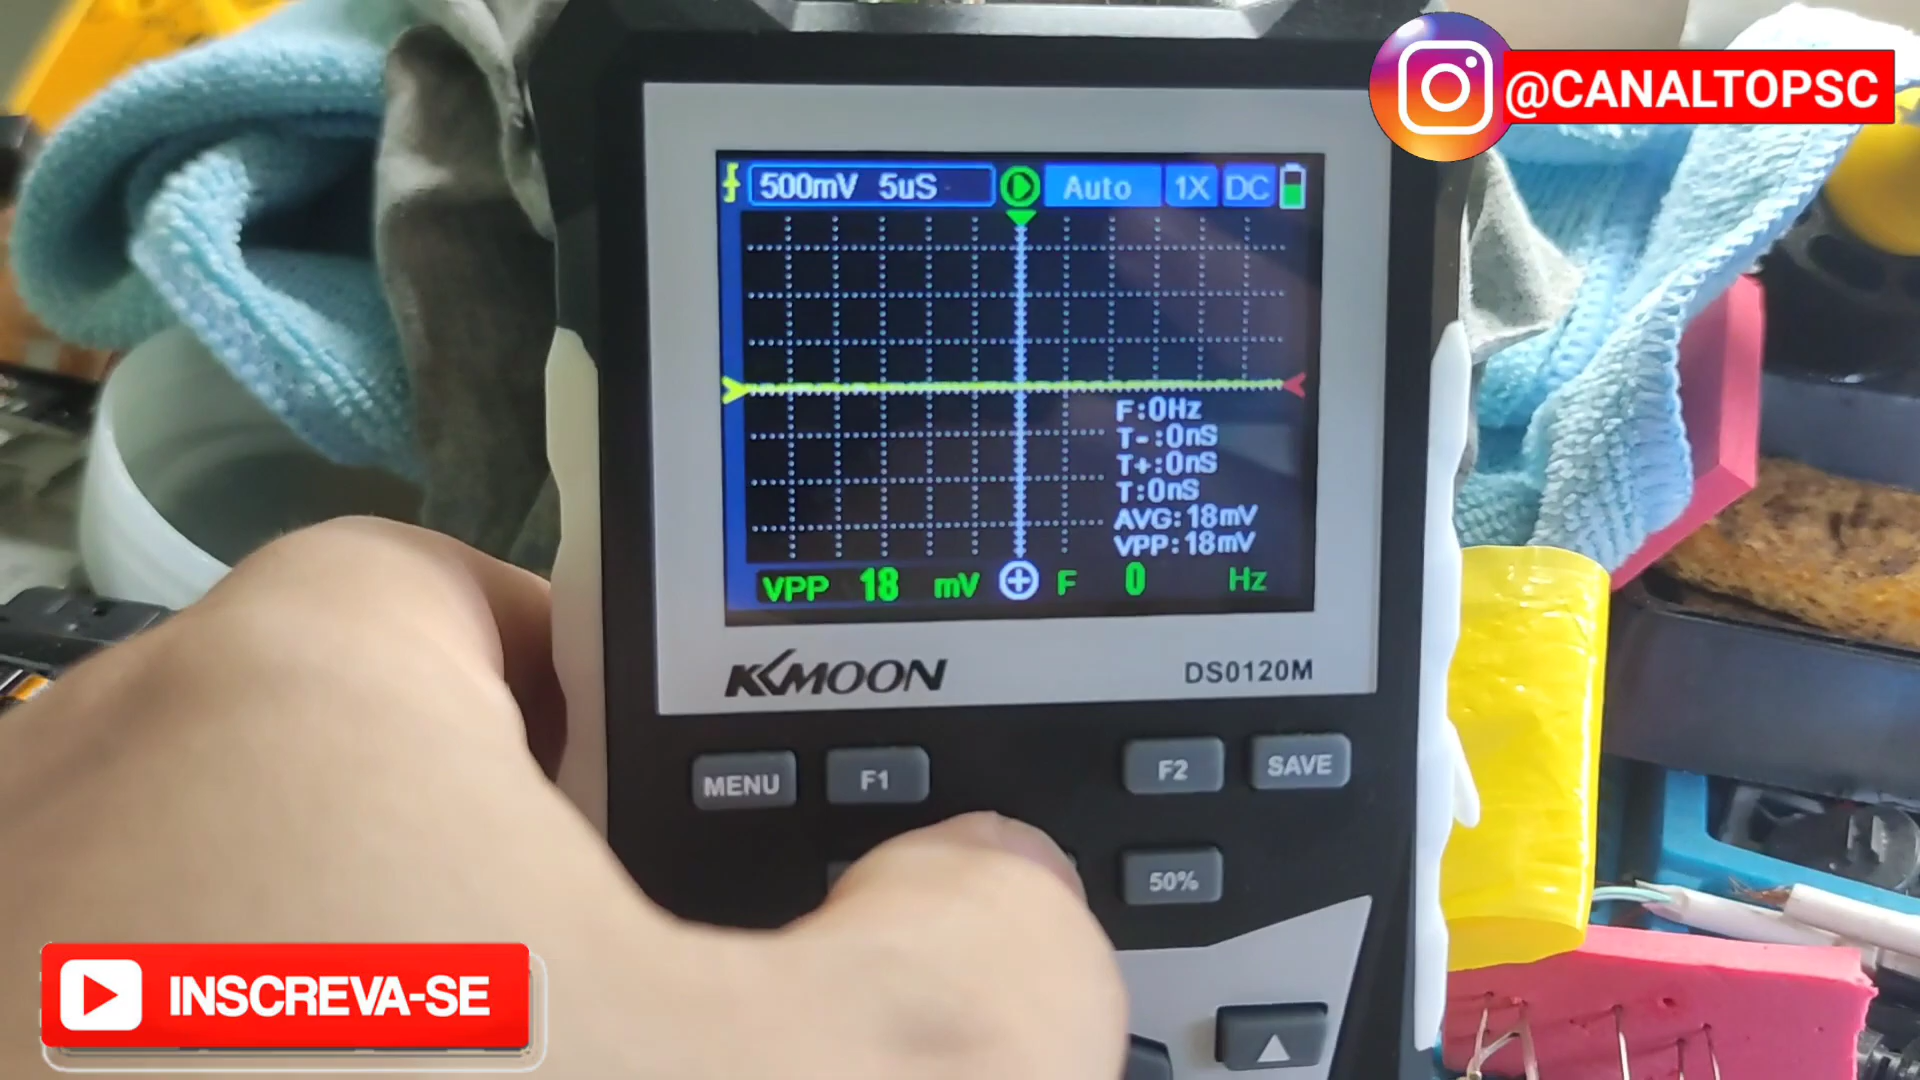 @CANALTOPSC
500mV 5uS Auto 1X DC
F:0Hz
T-:0nS
T+:0nS
T:0nS
AVG:18mV
VPP:18mV
VPP 18 mV F 0 Hz
KKMOON DS0120M
MENU F1 F2 SAVE
50%
INSCREVA-SE